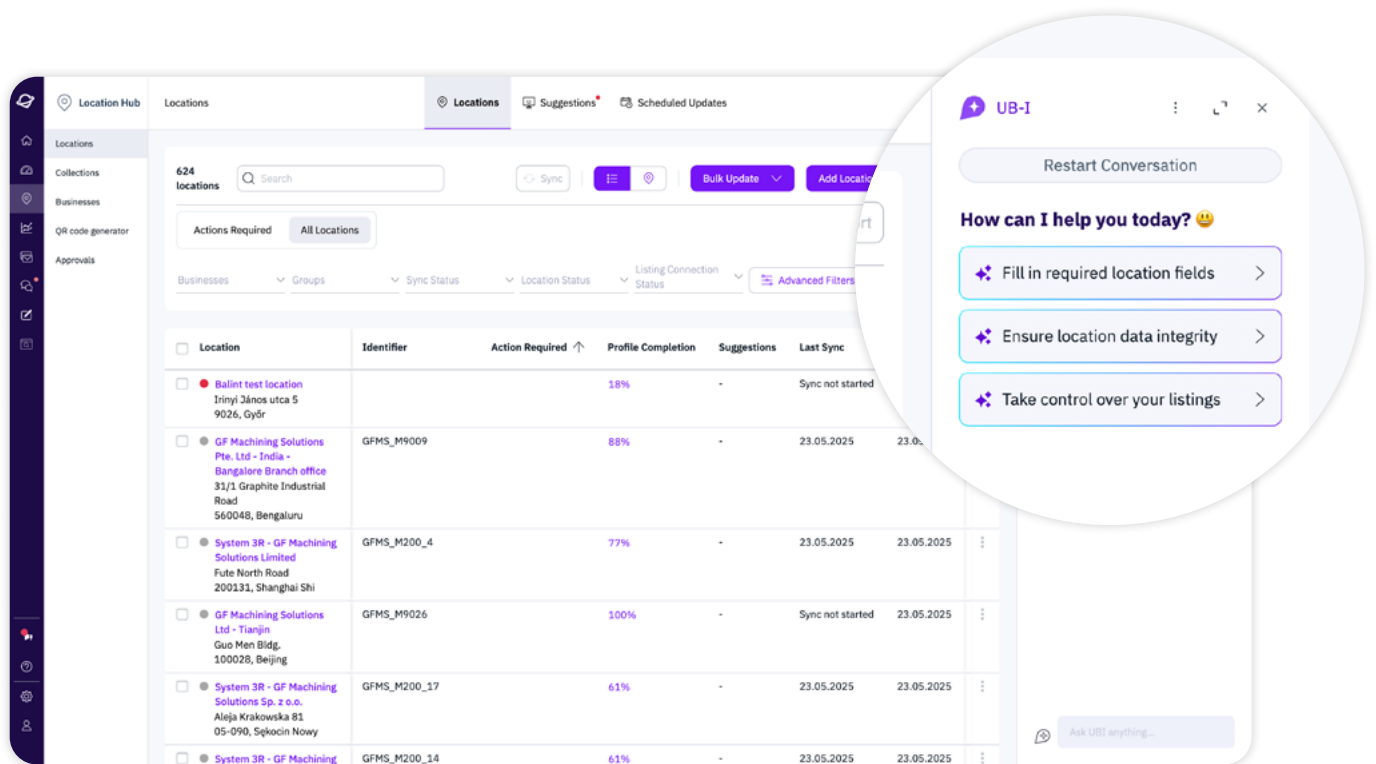 Location Hub
Locations
Locations
Suggestions
Scheduled Updates
Locations
Collections
Businesses
QR code generator
Approvals
624
locations
Search
Sync
Bulk Update
Add Locatio
Actions Required
All Locations
Businesses
Groups
Sync Status
Location Status
Listing Connection
Status
Advanced Filters
Location
Identifier
Action Required
Profile Completion
Suggestions
Last Sync
Balint test location
Irinyi János utca 5
9026, Győr
18%
-
Sync not started
GF Machining Solutions
Pte. Ltd - India -
Bangalore Branch office
31/1 Graphite Industrial
Road
560048, Bengaluru
GFMS_M9009
88%
-
23.05.2025
23.0
System 3R - GF Machining
Solutions Limited
Fute North Road
200131, Shanghai Shi
GFMS_M200_4
77%
-
23.05.2025
23.05.2025
GF Machining Solutions
Ltd - Tianjin
Guo Men Bldg.
100028, Beijing
GFMS_M9026
100%
-
Sync not started
23.05.2025
System 3R - GF Machining
Solutions Sp. z o.o.
Aleja Krakowska 81
05-090, Sękocin Nowy
GFMS_M200_17
61%
-
23.05.2025
23.05.2025
System 3R - GF Machining
GFMS_M200_14
61%
-
23.05.2025
23.05.2025
rt
UB-I
Restart Conversation
How can I help you today? 😃
Fill in required location fields
Ensure location data integrity
Take control over your listings
Ask UBI anything...